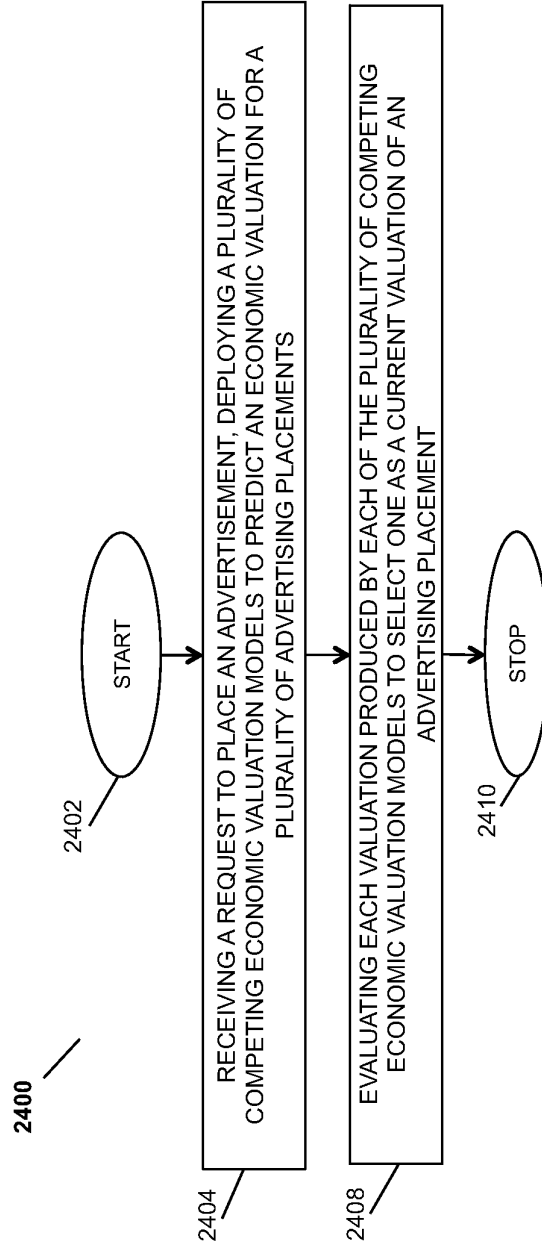 2400
2402
START
2404
RECEIVING A REQUEST TO PLACE AN ADVERTISEMENT, DEPLOYING A PLURALITY OF
COMPETING ECONOMIC VALUATION MODELS TO PREDICT AN ECONOMIC VALUATION FOR A
PLURALITY OF ADVERTISING PLACEMENTS
2408
EVALUATING EACH VALUATION PRODUCED BY EACH OF THE PLURALITY OF COMPETING
ECONOMIC VALUATION MODELS TO SELECT ONE AS A CURRENT VALUATION OF AN
ADVERTISING PLACEMENT
2410
STOP